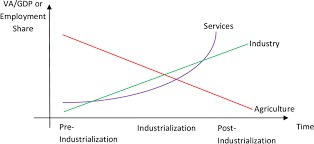 VA/GDP or
Employment
Share
Services
Industry
Agriculture
Time
Pre-
Industrialization
Industrialization
Post-
Industrialization